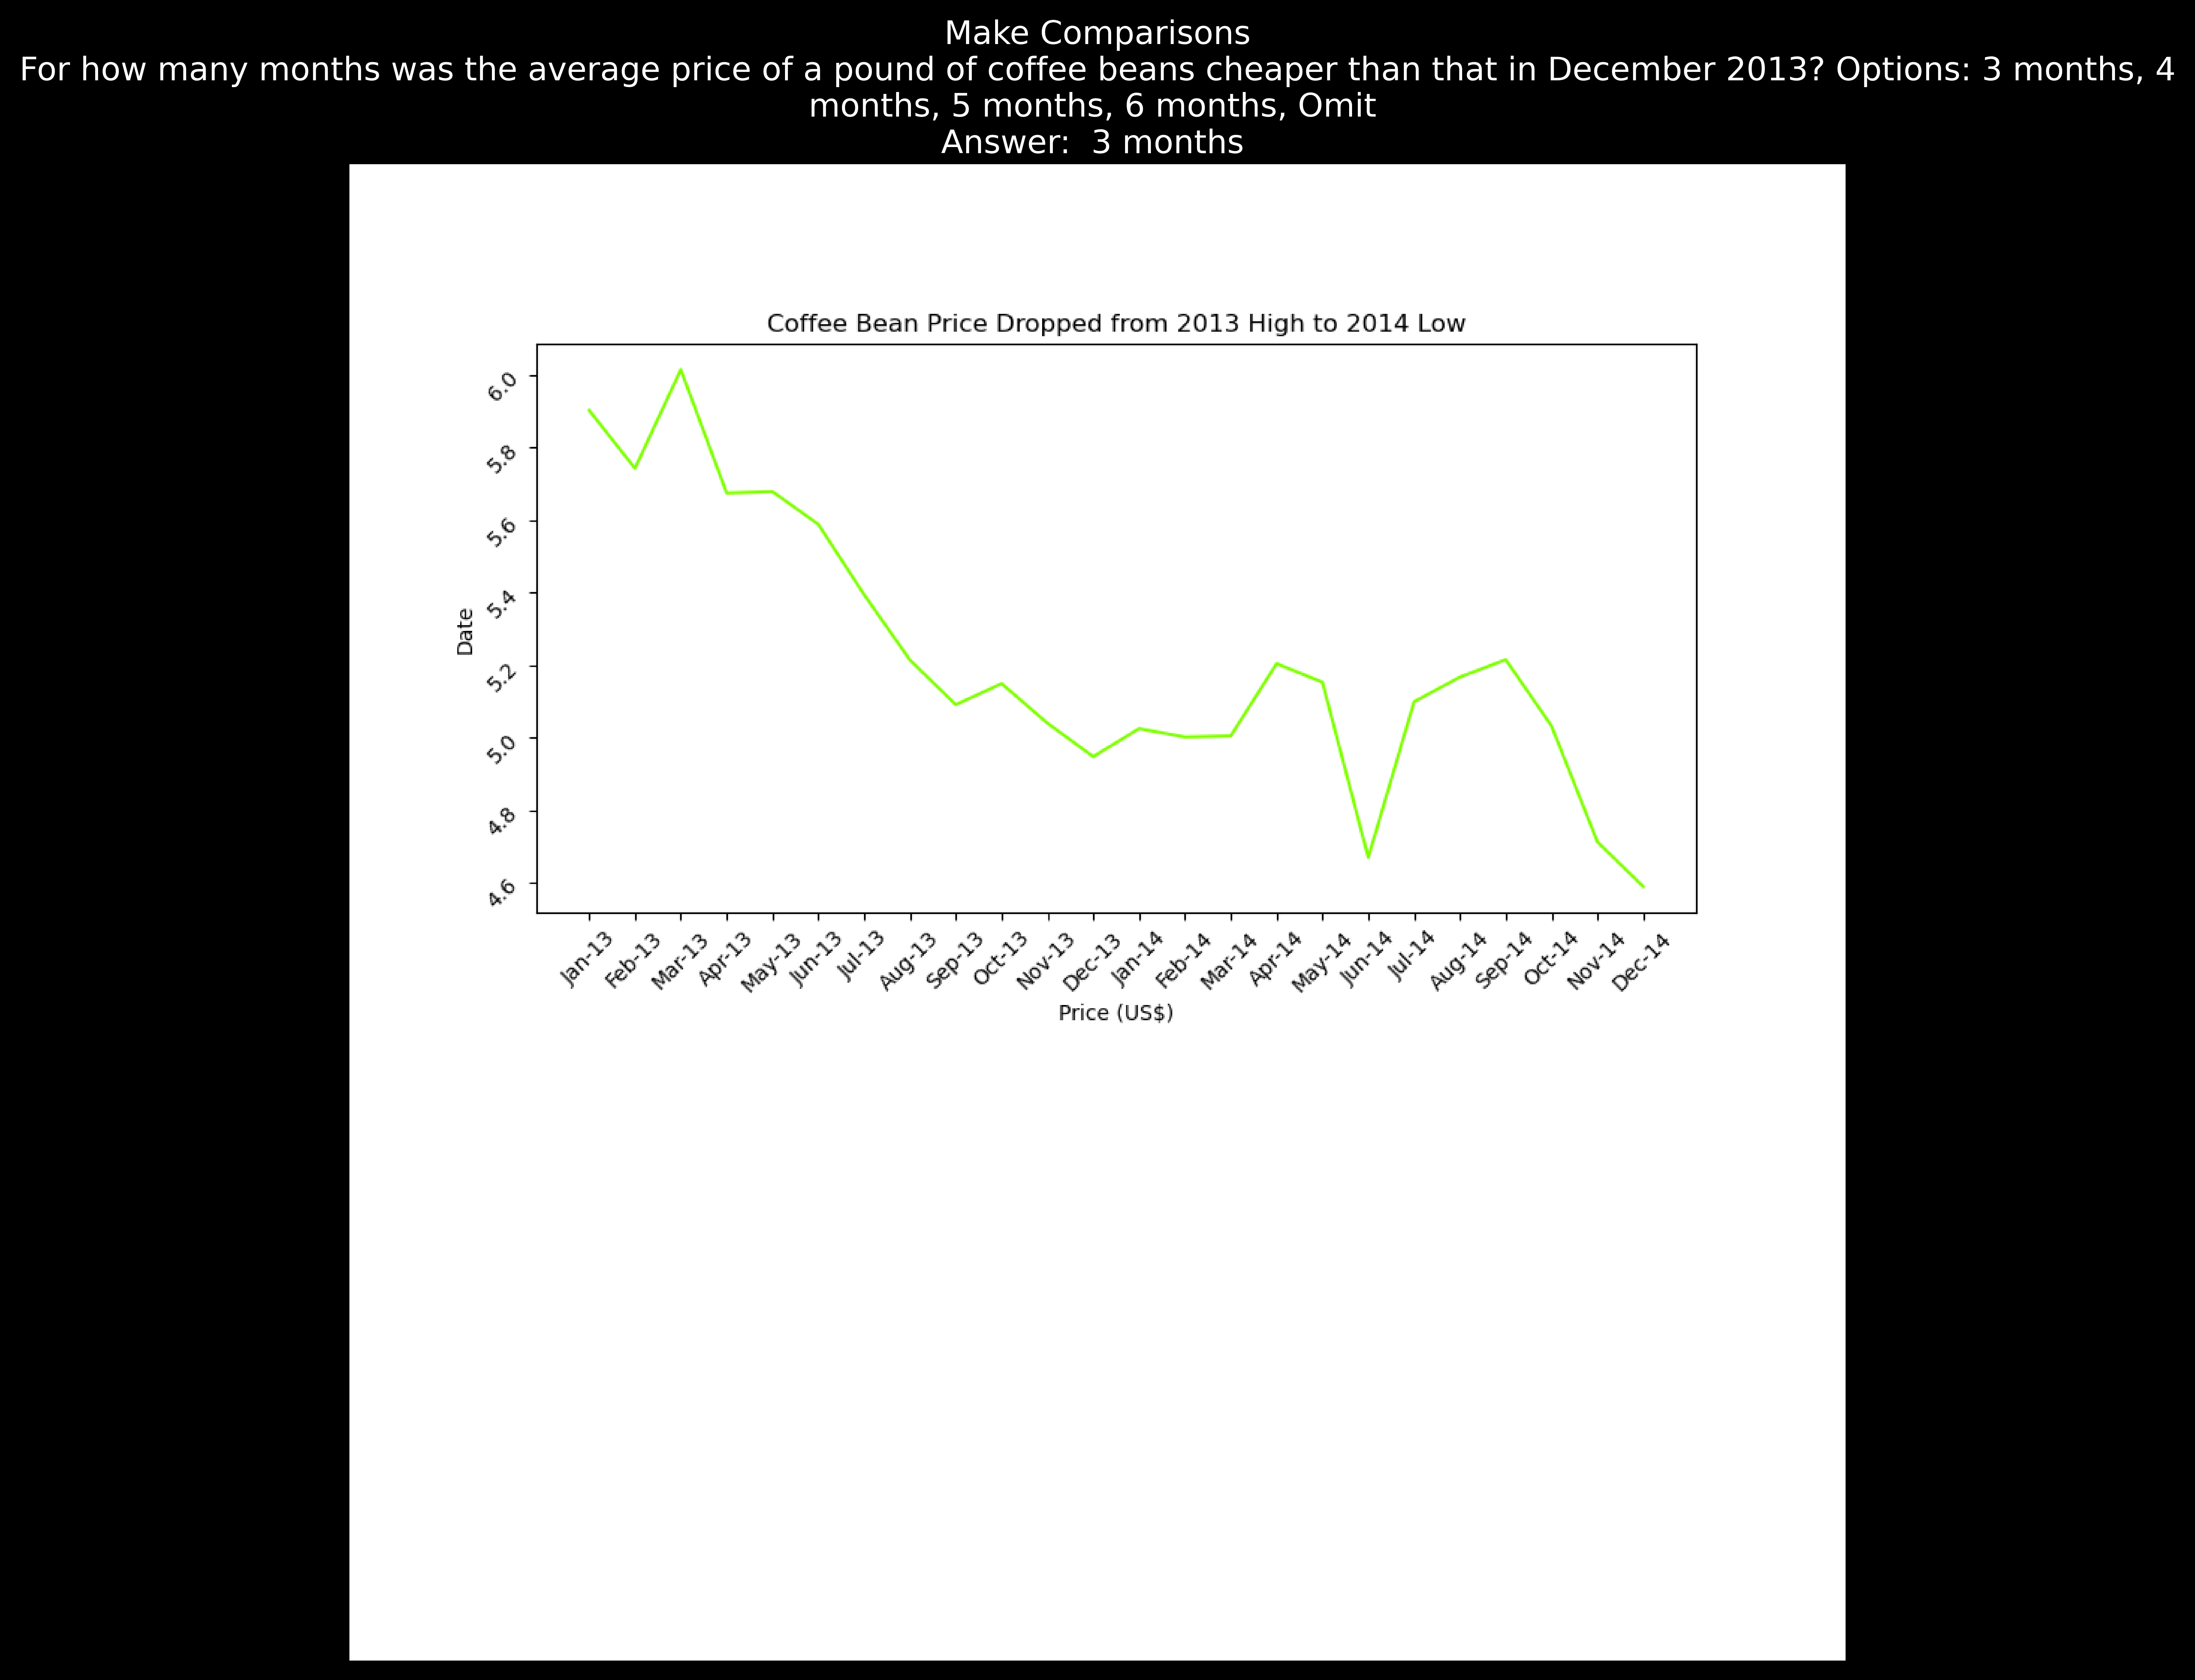 Make Comparisons
For how many months was the average price of a pound of coffee beans cheaper than that in December 2013? Options: 3 months, 4
months, 5 months, 6 months, Omit
Answer:  3 months
Coffee Bean Price Dropped from 2013 High to 2014 Low
6.0
5.8
5.6
5.4
5.2
5.0
4.8
4.6
Date
Jan-13 Feb-13 Mar-13 Apr-13 May-13 Jun-13 Jul-13 Aug-13 Sep-13 Oct-13 Nov-13 Dec-13 Jan-14 Feb-14 Mar-14 Apr-14 May-14 Jun-14 Jul-14 Aug-14 Sep-14 Oct-14 Nov-14 Dec-14
Price (US$)